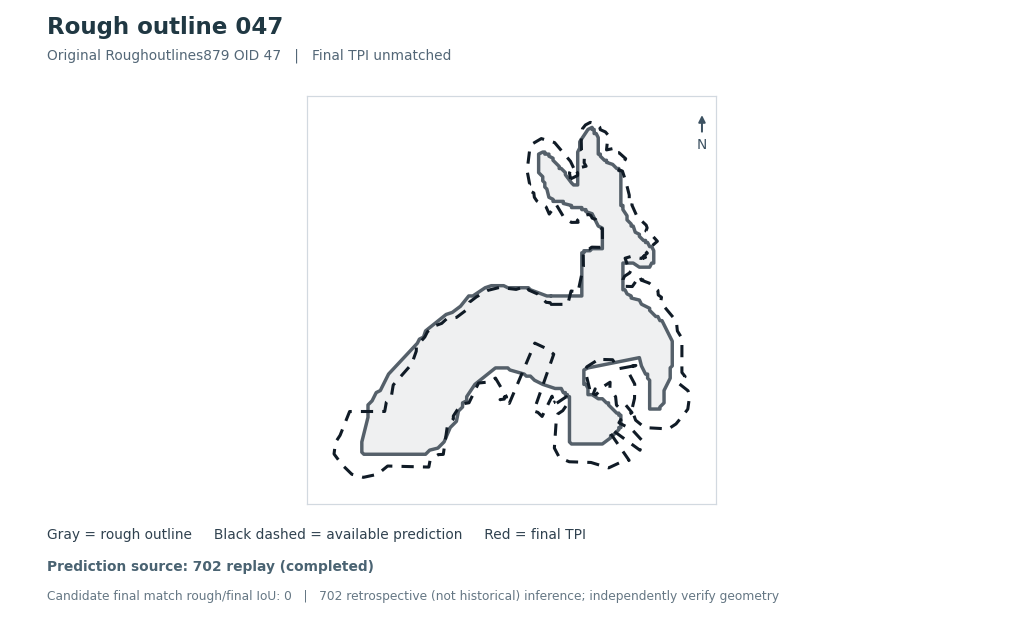 Rough outline 047
Original Roughoutlines879 OID 47   |   Final TPI unmatched
N
Gray = rough outline     Black dashed = available prediction     Red = final TPI
Prediction source: 702 replay (completed)
Candidate final match rough/final IoU: 0   |   702 retrospective (not historical) inference; independently verify geometry